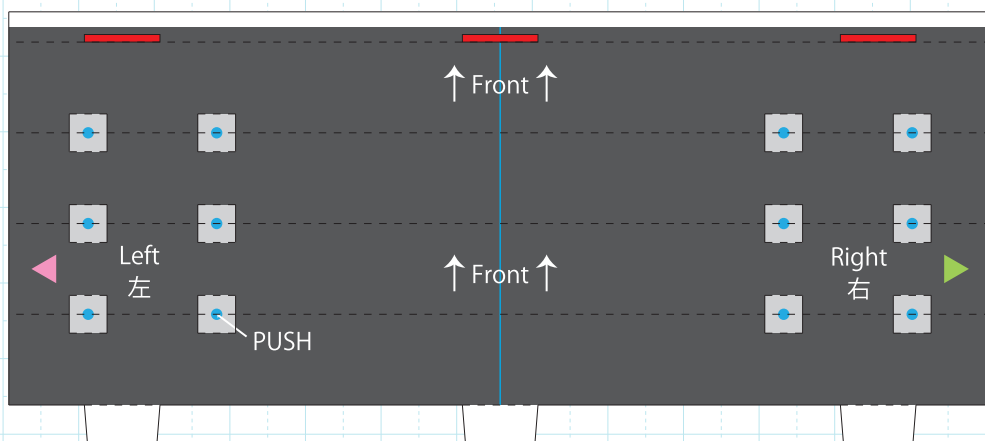 Front
Left
左
Front
Right
右
PUSH